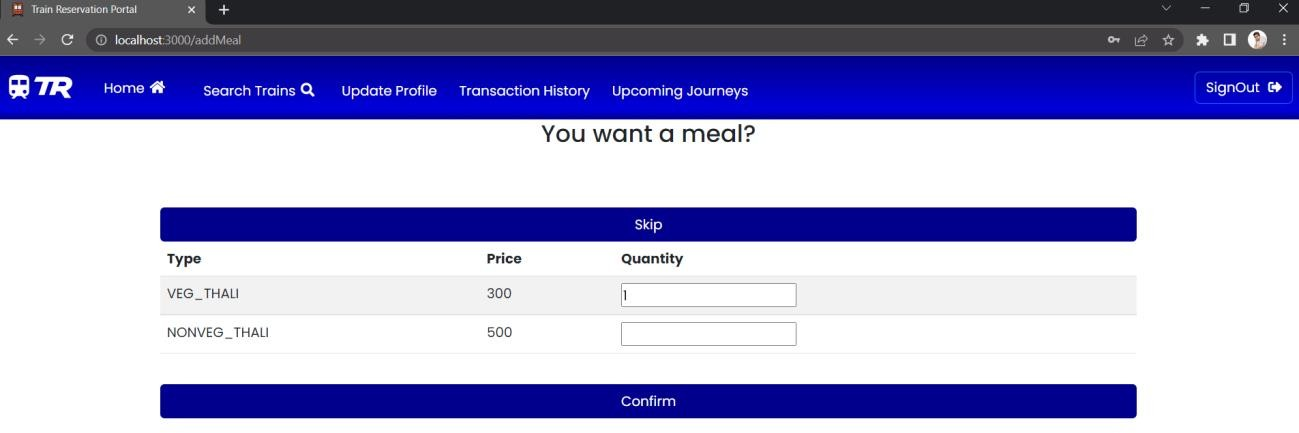 Train Reservation Portal
localhost:3000/addMeal
TR Home Search Trains Update Profile Transaction History Upcoming Journeys SignOut
You want a meal?
Skip
Type Price Quantity
VEG_THALI 300 1
NONVEG_THALI 500
Confirm